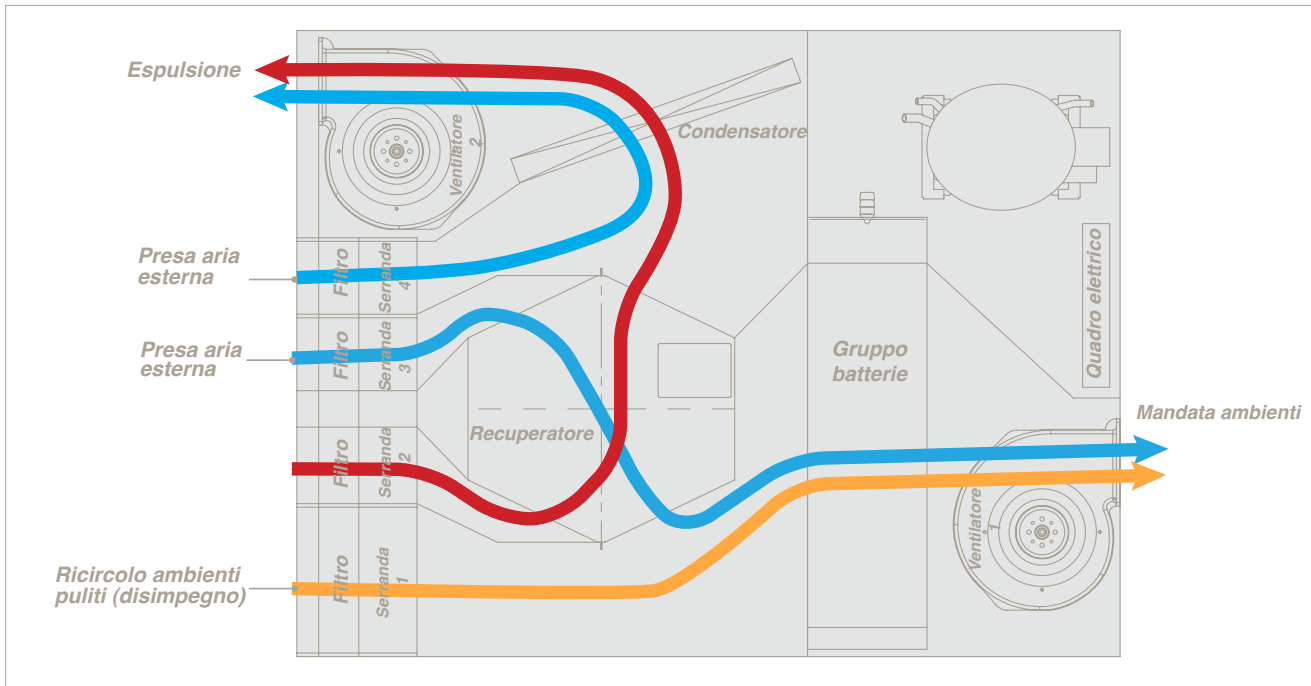 Espulsione
Ventilatore
2
Condensatore
Presa aria
esterna
Filtro
Serranda
4
Presa aria
esterna
Filtro
Serranda
3
Gruppo
batterie
Quadro elettrico
Mandata ambienti
Recuperatore
Filtro
Serranda
2
Ventilatore
1
Ricircolo ambienti
puliti (disimpegno)
Filtro
Serranda
1